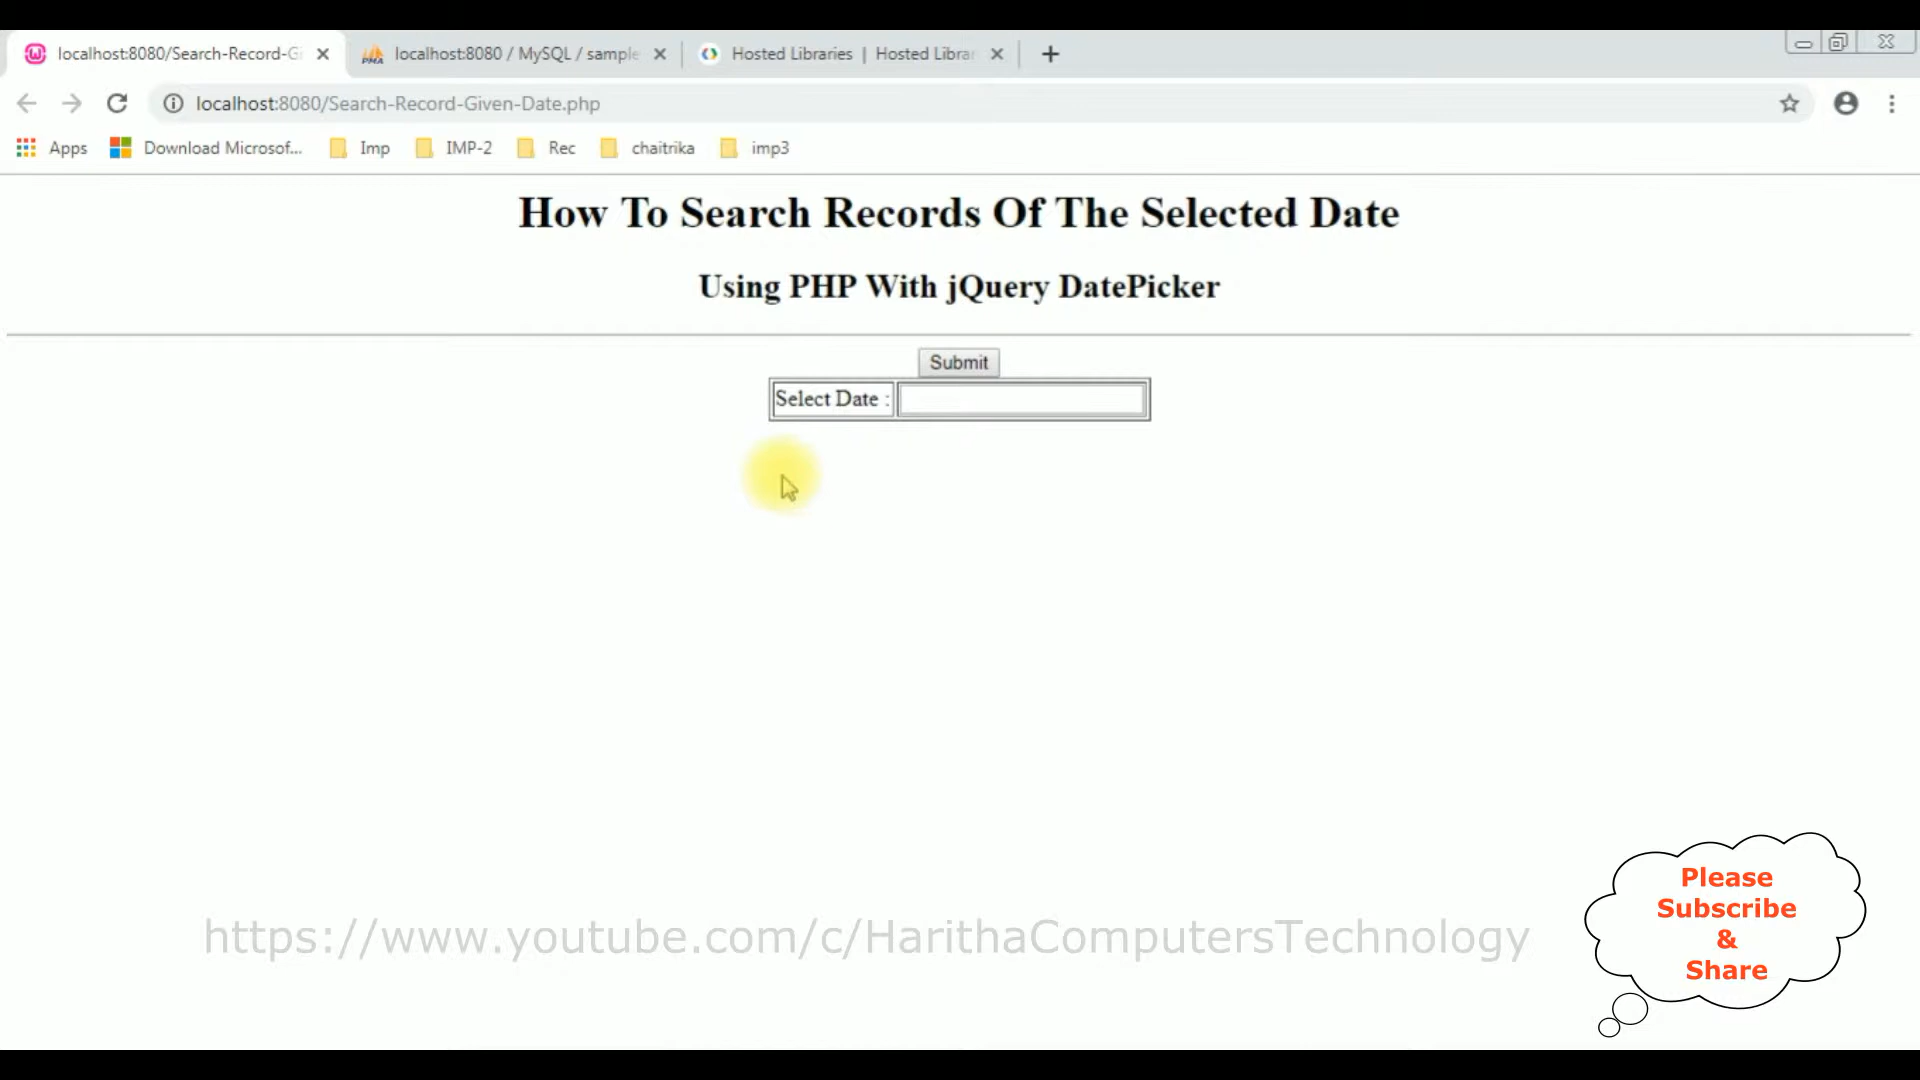 localhost:8080/Search-Record-Gi
localhost:8080 / MySQL / sample
Hosted Libraries | Hosted Librar
localhost:8080/Search-Record-Given-Date.php
Apps
Download Microsof...
Imp
IMP-2
Rec
chaitrika
imp3
How To Search Records Of The Selected Date
Using PHP With jQuery DatePicker
Submit
Select Date :
Please
Subscribe
&
Share
https://www.youtube.com/c/HarithaComputersTechnology